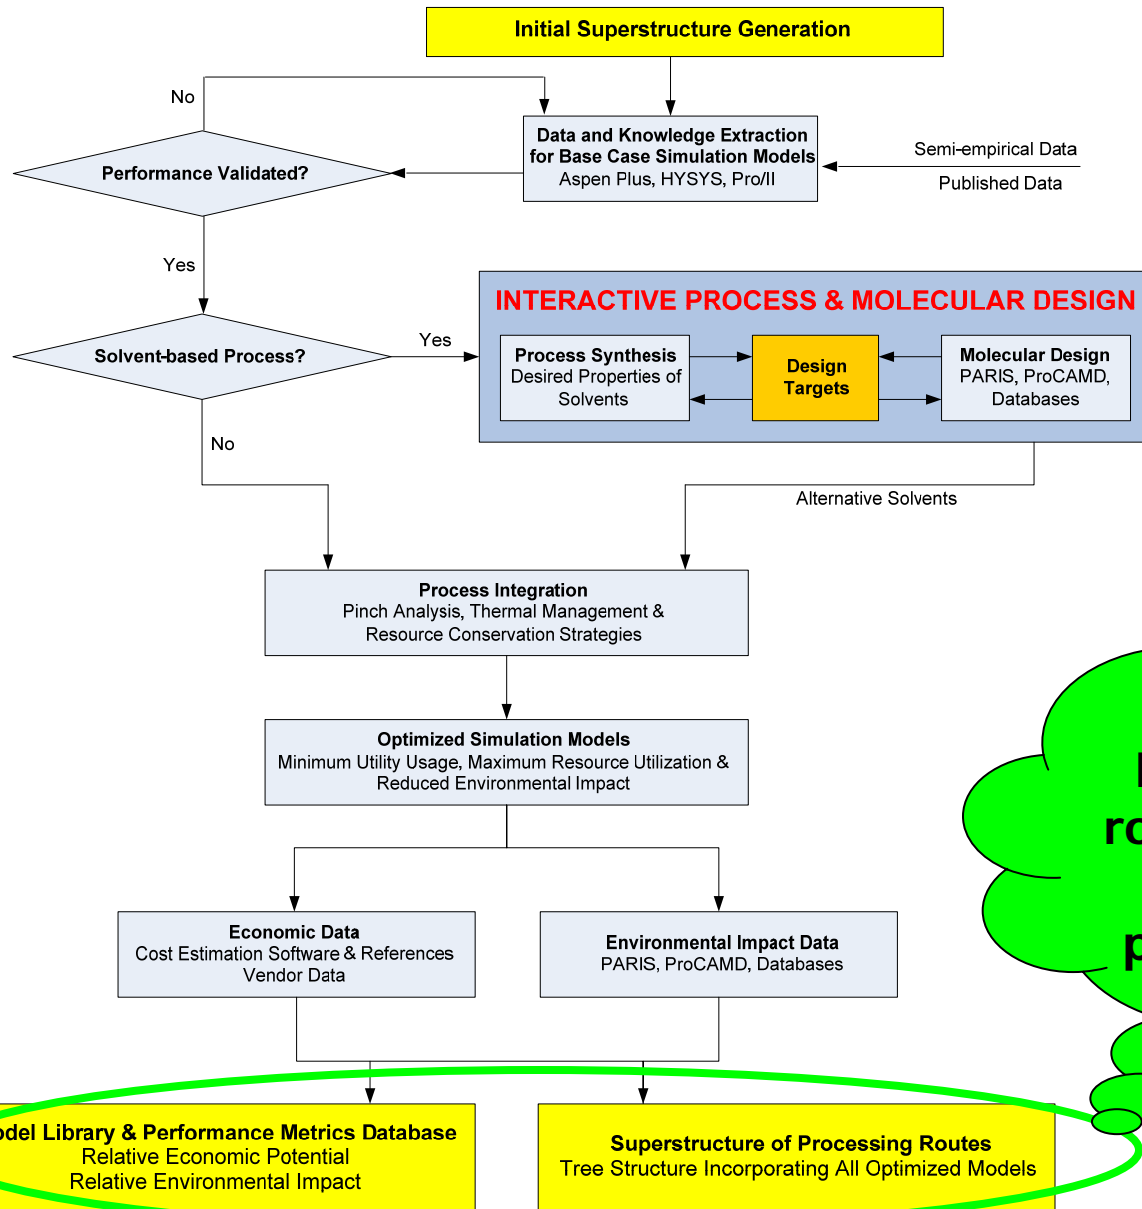 Initial Superstructure Generation
No
Data and Knowledge Extraction
for Base Case Simulation Models
Aspen Plus, HYSYS, Pro/II
Semi-empirical Data
Published Data
Performance Validated?
Yes
INTERACTIVE PROCESS & MOLECULAR DESIGN
Solvent-based Process?
Yes
Process Synthesis
Desired Properties of
Solvents
Design
Targets
Molecular Design
PARIS, ProCAMD,
Databases
No
Alternative Solvents
Process Integration
Pinch Analysis, Thermal Management &
Resource Conservation Strategies
Optimized Simulation Models
Minimum Utility Usage, Maximum Resource Utilization &
Reduced Environmental Impact
Economic Data
Cost Estimation Software & References
Vendor Data
Environmental Impact Data
PARIS, ProCAMD, Databases
ro
p
odel Library & Performance Metrics Database
Relative Economic Potential
Relative Environmental Impact
Superstructure of Processing Routes
Tree Structure Incorporating All Optimized Models